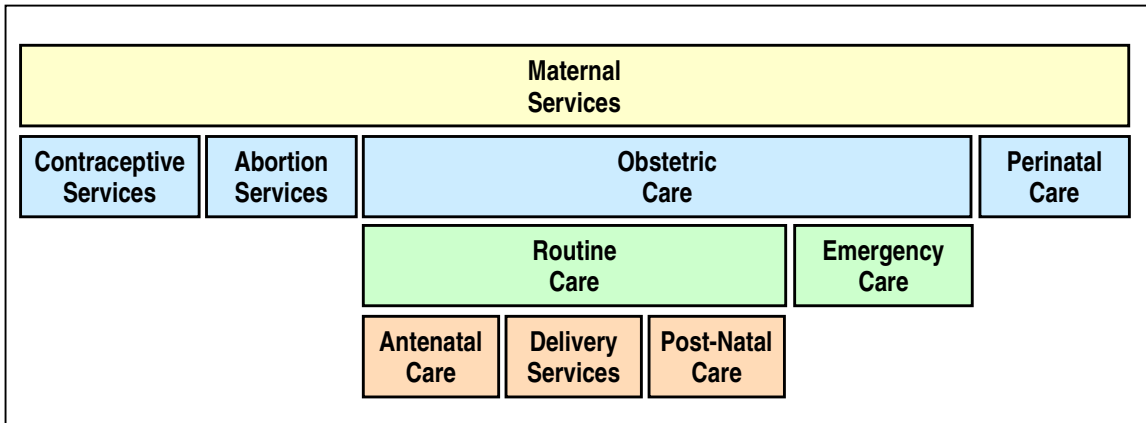 Maternal
Services
Contraceptive
Services
Abortion
Services
Obstetric
Care
Perinatal
Care
Routine
Care
Emergency
Care
Antenatal
Care
Delivery
Services
Post-Natal
Care